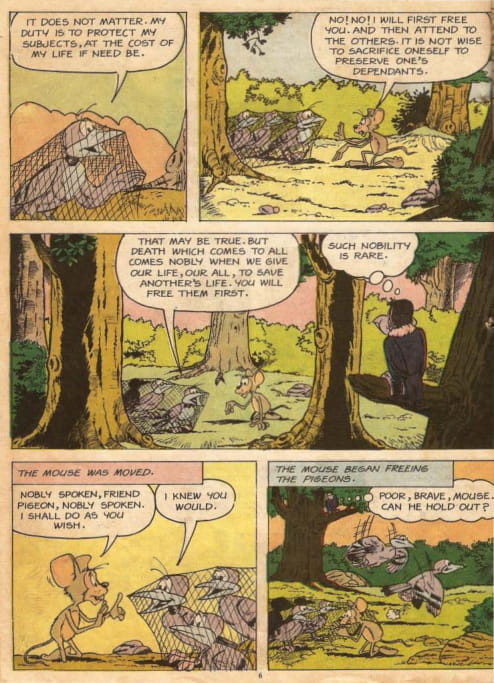 IT DOES NOT MATTER. MY
DUTY IS TO PROTECT MY
SUBJECTS, AT THE COST OF
MY LIFE IF NEED BE.
NO! NO! I WILL FIRST FREE
YOU. AND THEN ATTEND TO
THE OTHERS. IT IS NOT WISE
TO SACRIFICE ONESELF TO
PRESERVE ONE'S
DEPENDANTS.
THAT MAY BE TRUE. BUT
DEATH WHICH COMES TO ALL
COMES NOBLY WHEN WE GIVE
OUR LIFE, OUR ALL, TO SAVE
ANOTHER'S LIFE. YOU WILL
FREE THEM FIRST.
SUCH NOBILITY
IS RARE.
THE MOUSE WAS MOVED.
NOBLY SPOKEN, FRIEND
PIGEON, NOBLY SPOKEN.
I SHALL DO AS YOU
WISH.
I KNEW YOU
WOULD.
THE MOUSE BEGAN FREEING
THE PIGEONS.
POOR, BRAVE, MOUSE.
CAN HE HOLD OUT?
6